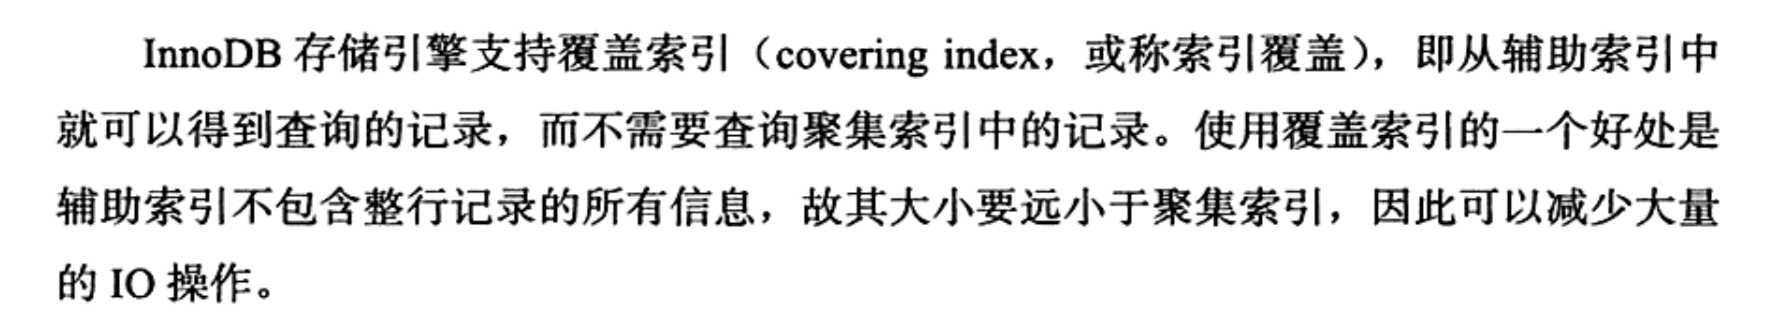 InnoDB 存储引擎支持覆盖索引（covering index，或称索引覆盖），即从辅助索引中
就可以得到查询的记录，而不需要查询聚集索引中的记录。使用覆盖索引的一个好处是
辅助索引不包含整行记录的所有信息，故其大小要远小于聚集索引，因此可以减少大量
的 IO 操作。